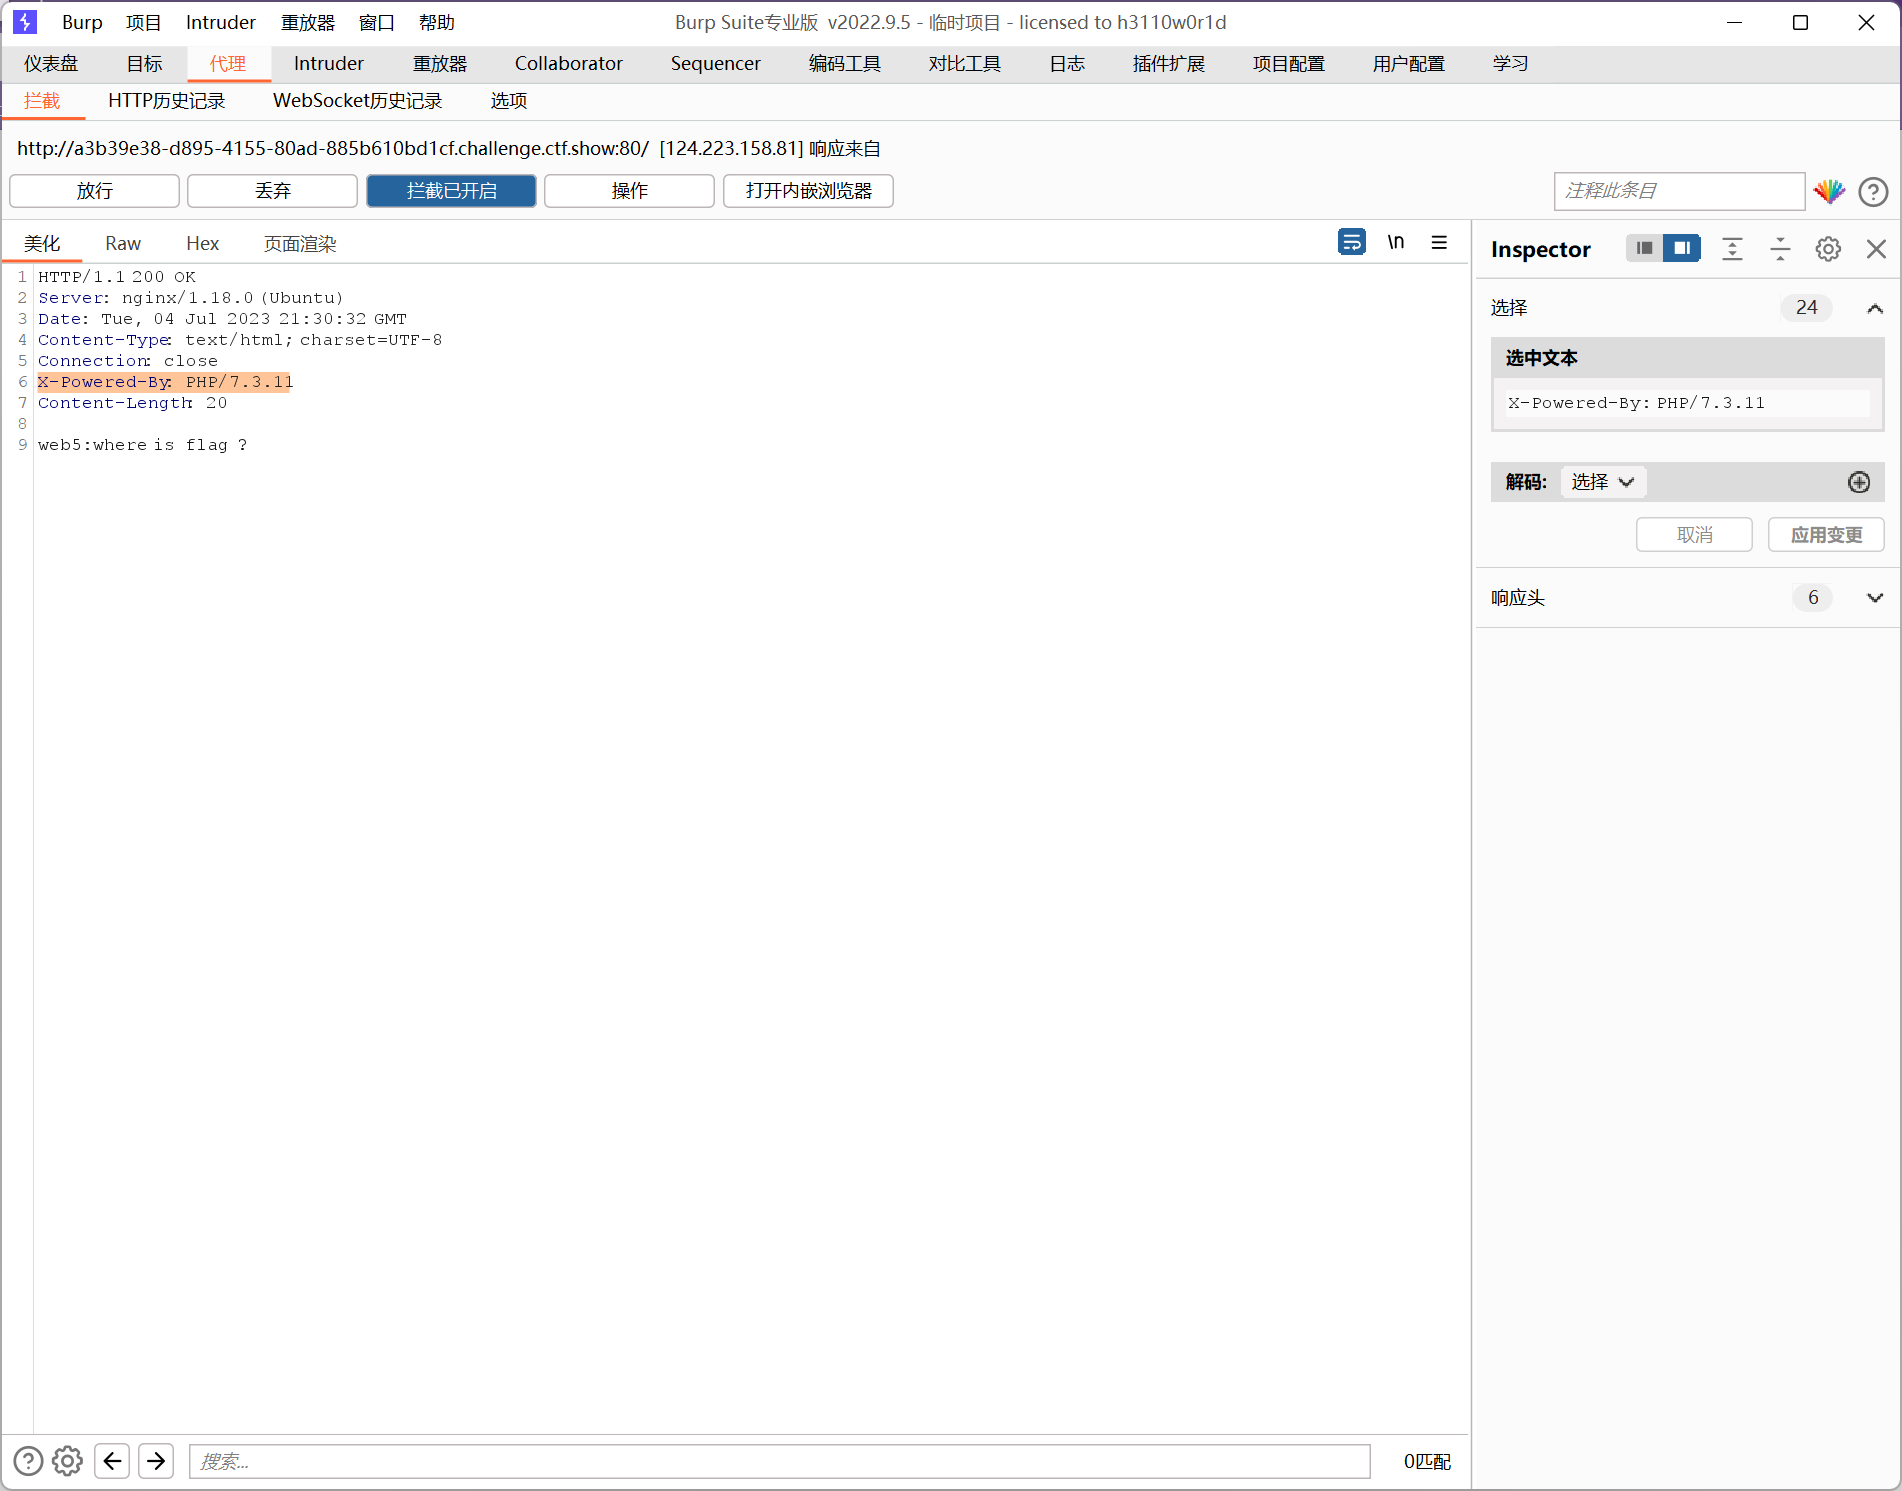 Burp 项目 Intruder 重放器 窗口 帮助 Burp Suite专业版 v2022.9.5 - 临时项目 - licensed to h3110w0r1d
仪表盘 目标 代理 Intruder 重放器 Collaborator Sequencer 编码工具 对比工具 日志 插件扩展 项目配置 用户配置 学习
拦截 HTTP历史记录 WebSocket历史记录 选项
http://a3b39e38-d895-4155-80ad-885b610bd1cf.challenge.ctf.show:80/ [124.223.158.81] 响应来自
放行 丢弃 拦截已开启 操作 打开内嵌浏览器 注释此条目
美化 Raw Hex 页面渲染 \n
1 HTTP/1.1 200 OK
2 Server: nginx/1.18.0 (Ubuntu)
3 Date: Tue, 04 Jul 2023 21:30:32 GMT
4 Content-Type: text/html; charset=UTF-8
5 Connection: close
6 X-Powered-By: PHP/7.3.11
7 Content-Length: 20
8
9 web5:where is flag ?
Inspector
选择 24
选中文本
X-Powered-By: PHP/7.3.11
解码: 选择
取消 应用变更
响应头 6
搜索... 0匹配